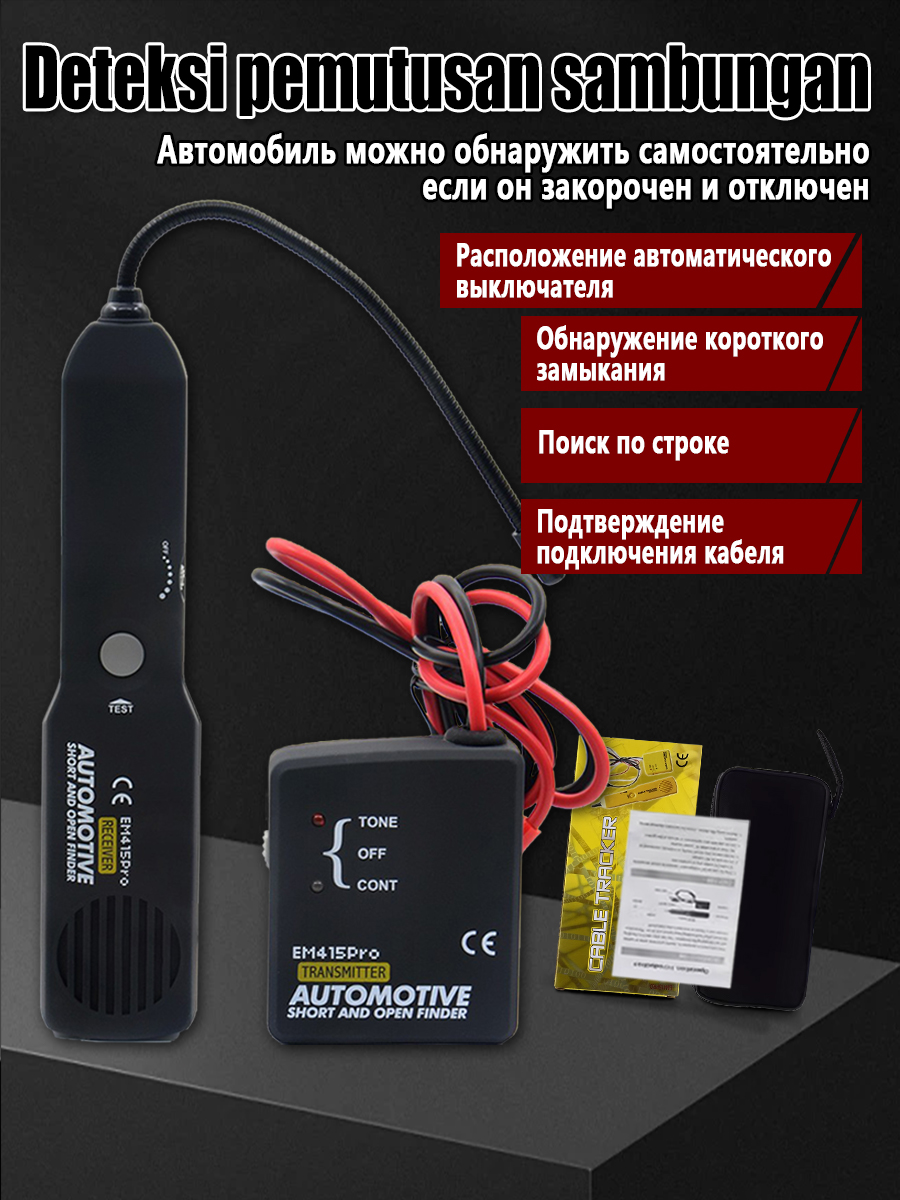 Deteksi pemutusan sambungan
Автомобиль можно обнаружить самостоятельно
если он закорочен и отключен
Расположение автоматического
выключателя
Обнаружение короткого
замыкания
Поиск по строке
Подтверждение
подключения кабеля
OFF
TEST
CE EM415Pro
RECEIVER
AUTOMOTIVE
SHORT AND OPEN FINDER
TONE
OFF
CONT
EM415Pro CE
TRANSMITTER
AUTOMOTIVE
SHORT AND OPEN FINDER
CE
CABLE TRACKER